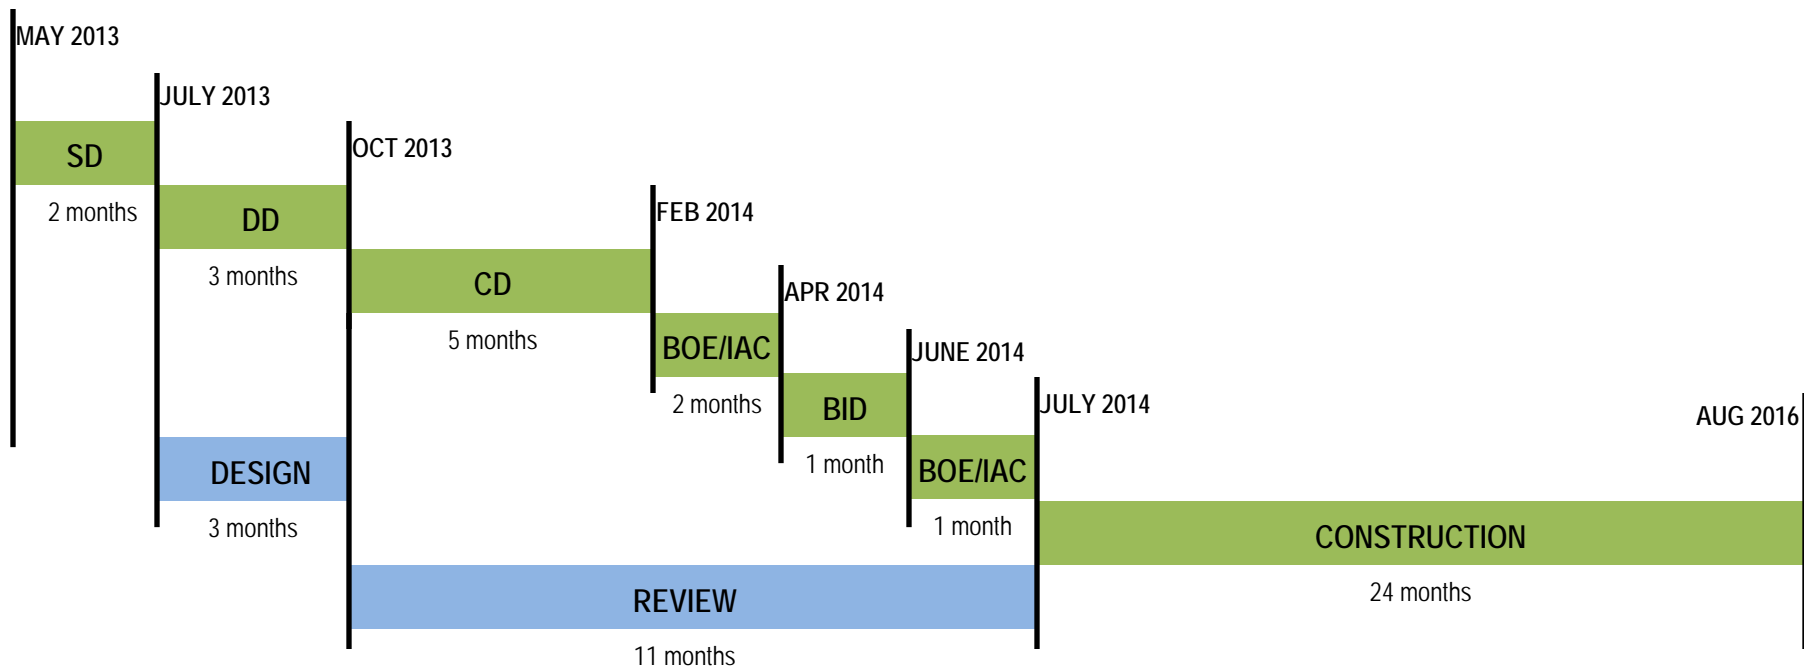 MAY 2013
JULY 2013
SD
OCT 2013
2 months
DD
FEB 2014
3 months
CD
APR 2014
5 months
BOE/IAC
JUNE 2014
2 months
BID
JULY 2014
AUG 2016
1 month
BOE/IAC
DESIGN
3 months
1 month
CONSTRUCTION
24 months
REVIEW
11 months